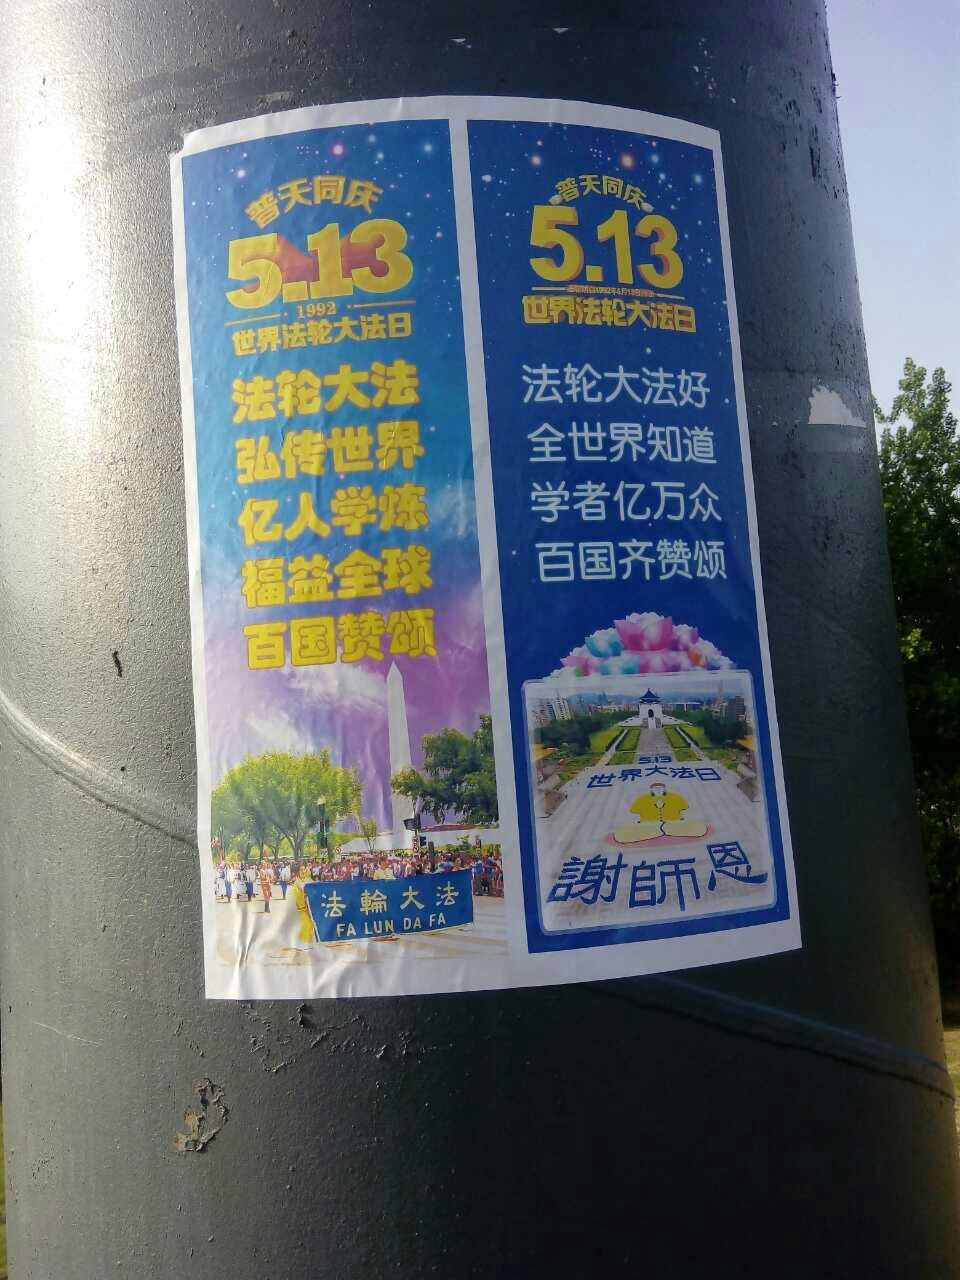 普天同庆
5.13
1992
世界法轮大法日
法轮大法
弘传世界
亿人学炼
福益全球
百国赞颂
法輪大法
FA LUN DA FA
普天同庆
5.13
世界法轮大法日
法轮大法好
全世界知道
学者亿万众
百国齐赞颂
5.13
世界大法日
謝師恩